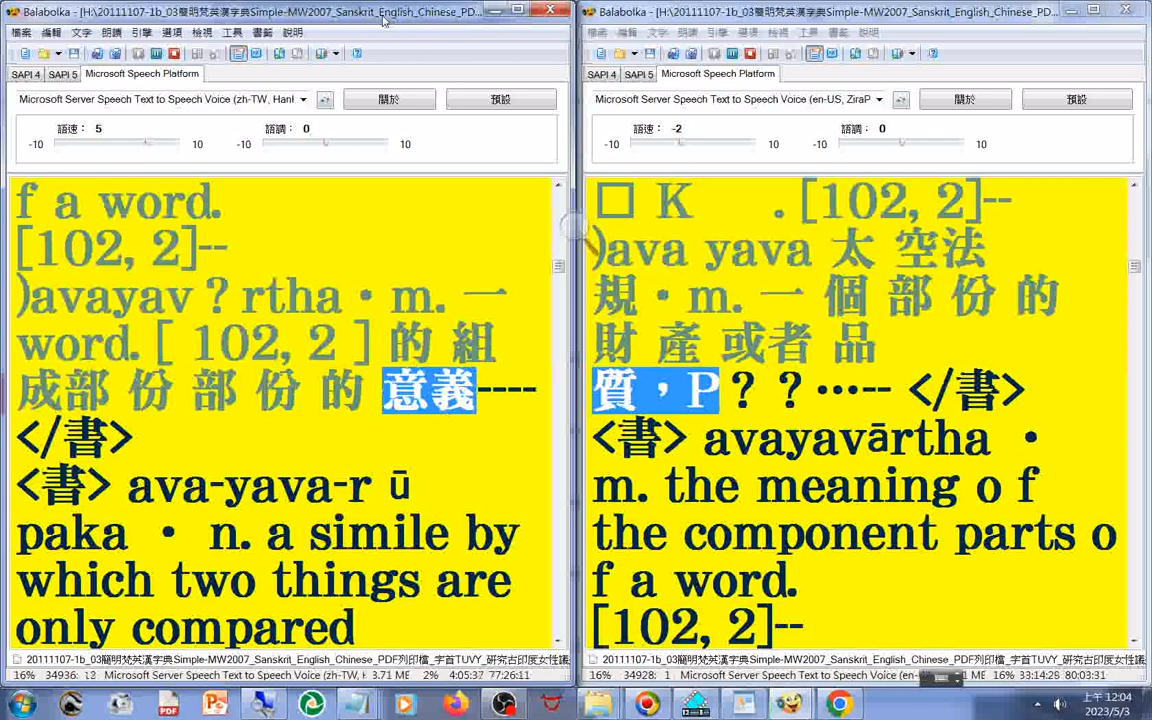 Balabolka - [H:\20111107-1b_03簡明梵英漢字典Simple-MW2007_Sanskrit_English_Chinese_PD...
檔案 編輯 文字 朗讀 引擎 選項 檢視 工具 書籤 說明
SAPI 4 SAPI 5 Microsoft Speech Platform
Microsoft Server Speech Text to Speech Voice (zh-TW, Hanl
關於 預設
語速： 5 語調： 0
-10 10 -10 10
f a word.
[102, 2]--
)avayav？rtha・m. 一
word.[ 102, 2 ] 的 組
成部 份 部 份 的 意義----
</書>
<書> ava-yava-r ū
paka ・ n. a simile by
which two things are
only compared
20111107-1b_03簡明梵英漢字典Simple-MW2007_Sanskrit_English_Chinese_PDF列印檔_字首TUVY_研究古印度女性議
16% 34936: 13 Microsoft Server Speech Text to Speech Voice (zh-TW, H 3.71 ME 2% 4:05:37 77:26:11
Balabolka - [H:\20111107-1b_03簡明梵英漢字典Simple-MW2007_Sanskrit_English_Chinese_PD...
檔案 編輯 文字 朗讀 引擎 選項 檢視 工具 書籤 說明
SAPI 4 SAPI 5 Microsoft Speech Platform
Microsoft Server Speech Text to Speech Voice (en-US, ZiraP
關於 預設
語速： -2 語調： 0
-10 10 -10 10
□ K .[102, 2]--
)ava yava 太 空法
規・m. 一 個 部 份 的
財 產 或者 品
質，P？？…-- </書>
<書> avayavārtha ・
m. the meaning o f
the component parts o
f a word.
[102, 2]--
20111107-1b_03簡明梵英漢字典Simple-MW2007_Sanskrit_English_Chinese_PDF列印檔_字首TUVY_研究古印度女性議
16% 34928: 1 Microsoft Server Speech Text to Speech Voice (en-U ME 16% 33:14:28 80:03:31
上午 12:04
2023/5/3